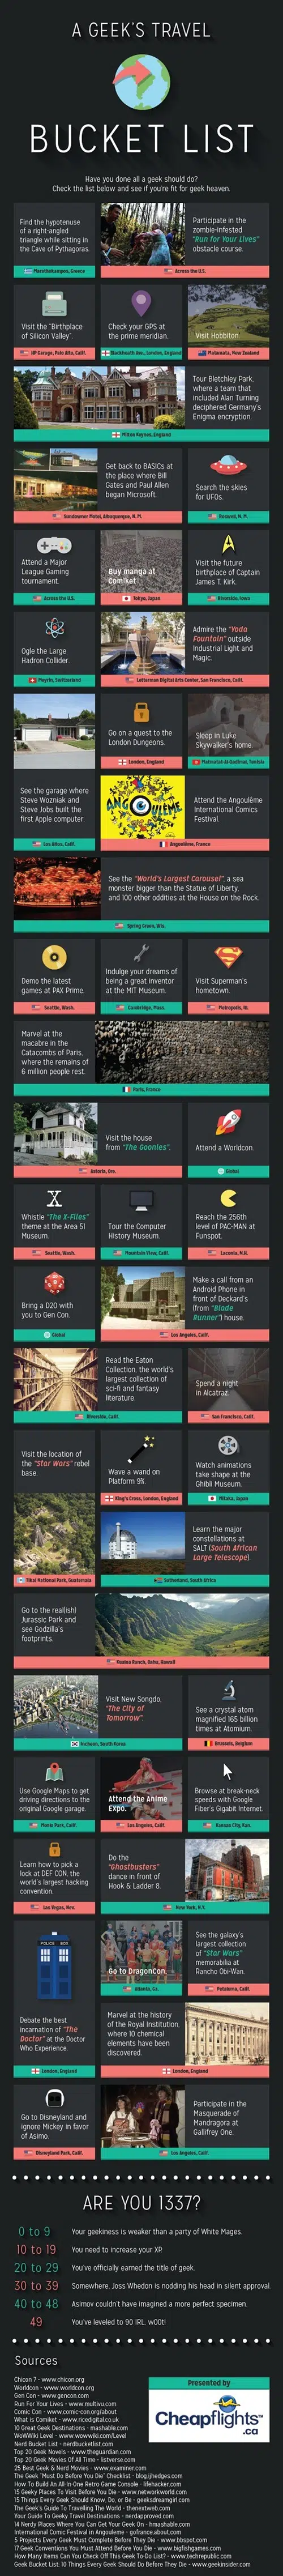 A GEEK'S TRAVEL
BUCKET LIST
Have you done all a geek should do?
Check the list below and see if you're fit for geek heaven.
Find the hypotenuse
of a right-angled
triangle while sitting in
the Cave of Pythagoras.
Marathokampos, Greece
Participate in the
zombie-infested
"Run for Your Lives"
obstacle course.
Across the U.S.
Visit the "Birthplace
of Silicon Valley".
HP Garage, Palo Alto, Calif.
Check your GPS at
the prime meridian.
Blackheath Ave., London, England
Visit Hobbiton.
Matamata, New Zealand
Tour Bletchley Park,
where a team that
included Alan Turing
deciphered Germany's
Enigma encryption.
Milton Keynes, England
Get back to BASICs at
the place where Bill
Gates and Paul Allen
began Microsoft.
Sundowner Motel, Albuquerque, N. M.
Search the skies
for UFOs.
Roswell, N. M.
Attend a Major
League Gaming
tournament.
Across the U.S.
Buy manga at
Comiket.
Tokyo, Japan
Visit the future
birthplace of Captain
James T. Kirk.
Riverside, Iowa
Ogle the Large
Hadron Collider.
Meyrin, Switzerland
Admire the "Yoda
Fountain" outside
Industrial Light and
Magic.
Letterman Digital Arts Center, San Francisco, Calif.
See the garage where
Steve Wozniak and
Steve Jobs built the
first Apple computer.
Los Altos, Calif.
Go on a quest to the
London Dungeons.
London, England
Sleep in Luke
Skywalker's home.
Matmatah Al-Qadimah, Tunisia
ANGOULÊME
Attend the Angoulême
International Comics
Festival.
Angoulême, France
See the "World's Largest Carousel", a sea
monster bigger than the Statue of Liberty,
and 100 other oddities at the House on the Rock.
Spring Green, Wis.
Demo the latest
games at PAX Prime.
Seattle, Wash.
Indulge your dreams of
being a great inventor
at the MIT Museum.
Cambridge, Mass.
Visit Superman's
hometown.
Metropolis, Ill.
Marvel at the
macabre in the
Catacombs of Paris,
where the remains of
6 million people rest.
Paris, France
Visit the house
from "The Goonies".
Astoria, Ore.
Attend a Worldcon.
Global
X
Whistle "The X-Files"
theme at the Area 51
Museum.
Seattle, Wash.
Tour the Computer
History Museum.
Mountain View, Calif.
Reach the 256th
level of PAC-MAN at
Funspot.
Laconia, N.H.
Bring a D20 with
you to Gen Con.
Global
Make a call from an
Android Phone in
front of Deckard's
(from "Blade
Runner") house.
Los Angeles, Calif.
Read the Eaton
Collection, the world's
largest collection of
sci-fi and fantasy
literature.
Riverside, Calif.
Spend a night
in Alcatraz.
San Francisco, Calif.
Visit the location of
the "Star Wars" rebel
base.
Tikal National Park, Guatemala
Wave a wand on
Platform 9¾.
King's Cross, London, England
Watch animations
take shape at the
Ghibli Museum.
Mitaka, Japan
Learn the major
constellations at
SALT (South African
Large Telescope).
Sutherland, South Africa
Go to the real(ish)
Jurassic Park and
see Godzilla's
footprints.
Kualoa Ranch, Oahu, Hawaii
Visit New Songdo,
"The City of
Tomorrow".
Incheon, South Korea
See a crystal atom
magnified 165 billion
times at Atomium.
Brussels, Belgium
Use Google Maps to get
driving directions to the
original Google garage.
Menlo Park, Calif.
Attend the Anime
Expo.
Los Angeles, Calif.
Browse at break-neck
speeds with Google
Fiber's Gigabit Internet.
Kansas City, Kan.
Learn how to pick a
lock at DEF CON, the
world's largest hacking
convention.
Las Vegas, Nev.
Do the
"Ghostbusters"
dance in front of
Hook & Ladder 8.
New York, N.Y.
POLICE BOX
Debate the best
incarnation of "The
Doctor" at the Doctor
Who Experience.
London, England
Go to DragonCon.
Atlanta, Ga.
See the galaxy's
largest collection
of "Star Wars"
memorabilia at
Rancho Obi-Wan.
Petaluma, Calif.
Marvel at the history
of the Royal Institution,
where 10 chemical
elements have been
discovered.
London, England
Go to Disneyland and
ignore Mickey in favor
of Asimo.
Disneyland Park, Calif.
Participate in the
Masquerade of
Mandragora at
Gallifrey One.
Los Angeles, Calif.
ARE YOU 1337?
0 to 9 Your geekiness is weaker than a party of White Mages.
10 to 19 You need to increase your XP.
20 to 29 You've officially earned the title of geek.
30 to 39 Somewhere, Joss Whedon is nodding his head in silent approval.
40 to 48 Asimov couldn't have imagined a more perfect specimen.
49 You've leveled to 90 IRL, w00t!
Sources
Chicon 7 - www.chicon.org
Worldcon - www.worldcon.org
Gen Con - www.gencon.com
Run For Your Lives - www.multivu.com
Comic Con - www.comic-con.org/about
What is Comiket - www.ricedigital.co.uk
10 Great Geek Destinations - mashable.com
WoWWiki Level - www.wowwiki.com/Level
Nerd Bucket List - nerdbucketlist.com
Top 20 Geek Novels - www.theguardian.com
Top 20 Geek Movies Of All Time - listverse.com
25 Best Geek & Nerd Movies - www.examiner.com
The Geek "Must Do Before You Die" Checklist - blog.jjhedges.com
How To Build An All-In-One Retro Game Console - lifehacker.com
15 Geeky Places To Visit Before You Die - www.networkworld.com
15 Things Every Geek Should Know, Do, or Be - geeksdreamgirl.com
The Geek's Guide To Travelling The World - thenextweb.com
Your Guide to Geeky Travel Destinations - nerdapproved.com
14 Nerdy Places Where You Can Get Your Geek On - hmashable.com
International Comic Festival in Angouleme - gofrance.about.com
5 Projects Every Geek Must Complete Before They Die - www.bbspot.com
17 Geek Conventions You Must Attend Before You Die - www.bigfishgames.com
How Many Items Can You Check Off This Geek To-Do List? - www.techrepublic.com
Geek Bucket List: 10 Things Every Geek Should Do Before They Die - www.geekinsider.com
Presented by
Cheapflights™
.ca